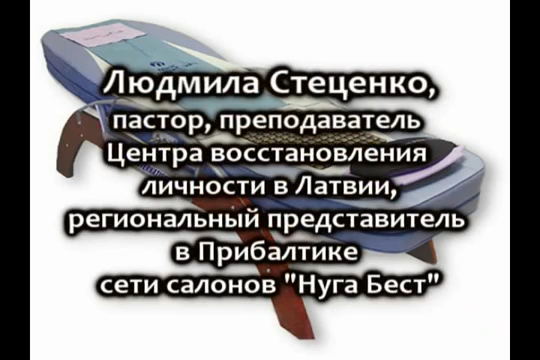 Людмила Стеценко,
пастор, преподаватель
Центра восстановления
личности в Латвии,
региональный представитель
в Прибалтике
сети салонов "Нуга Бест"